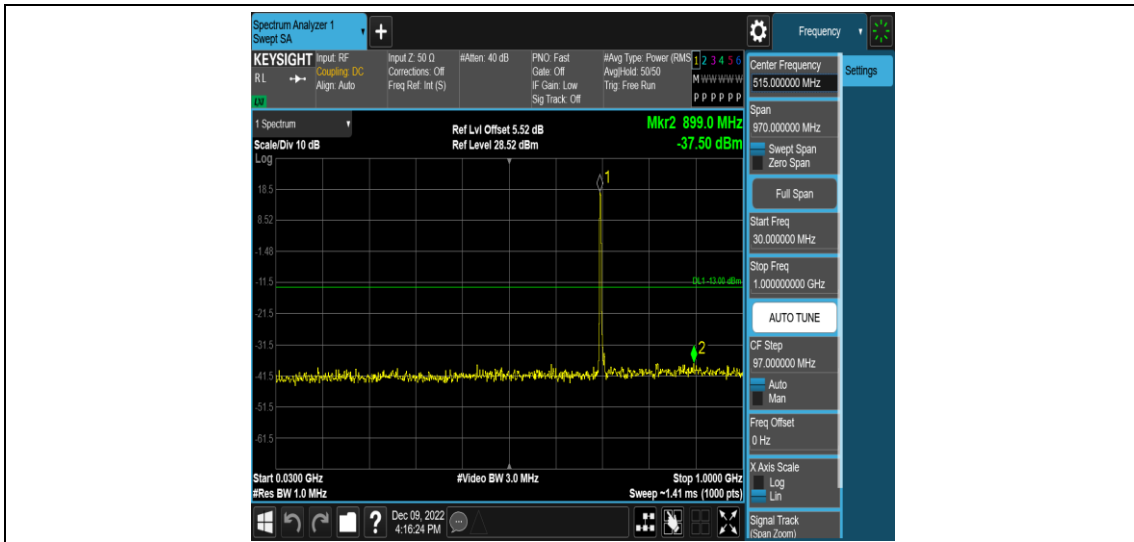 Spectrum Analyzer 1
Swept SA
+
Frequency
KEYSIGHT
RL
LXI
Input: RF
Coupling: DC
Align: Auto
Input Z: 50 Ω
Corrections: Off
Freq Ref: Int (S)
#Atten: 40 dB
PNO: Fast
Gate: Off
IF Gain: Low
Sig Track: Off
#Avg Type: Power (RMS
Avg|Hold: 50/50
Trig: Free Run
1 2 3 4 5 6
M W W W W W
P P P P P P
Center Frequency
515.000000 MHz
Settings
1 Spectrum
Scale/Div 10 dB
Log
Ref Lvl Offset 5.52 dB
Ref Level 28.52 dBm
Mkr2 899.0 MHz
-37.50 dBm
Span
970.000000 MHz
Swept Span
Zero Span
Full Span
Start Freq
30.000000 MHz
Stop Freq
1.000000000 GHz
AUTO TUNE
CF Step
97.000000 MHz
Auto
Man
Freq Offset
0 Hz
X Axis Scale
Log
Lin
Signal Track
(Span Zoom)
1
18.5
8.52
-1.48
-11.5
DL1 -13.00 dBm
-21.5
-31.5
2
-41.5
-51.5
-61.5
Start 0.0300 GHz
#Res BW 1.0 MHz
#Video BW 3.0 MHz
Stop 1.0000 GHz
Sweep ~1.41 ms (1000 pts)
?
Dec 09, 2022
4:16:24 PM